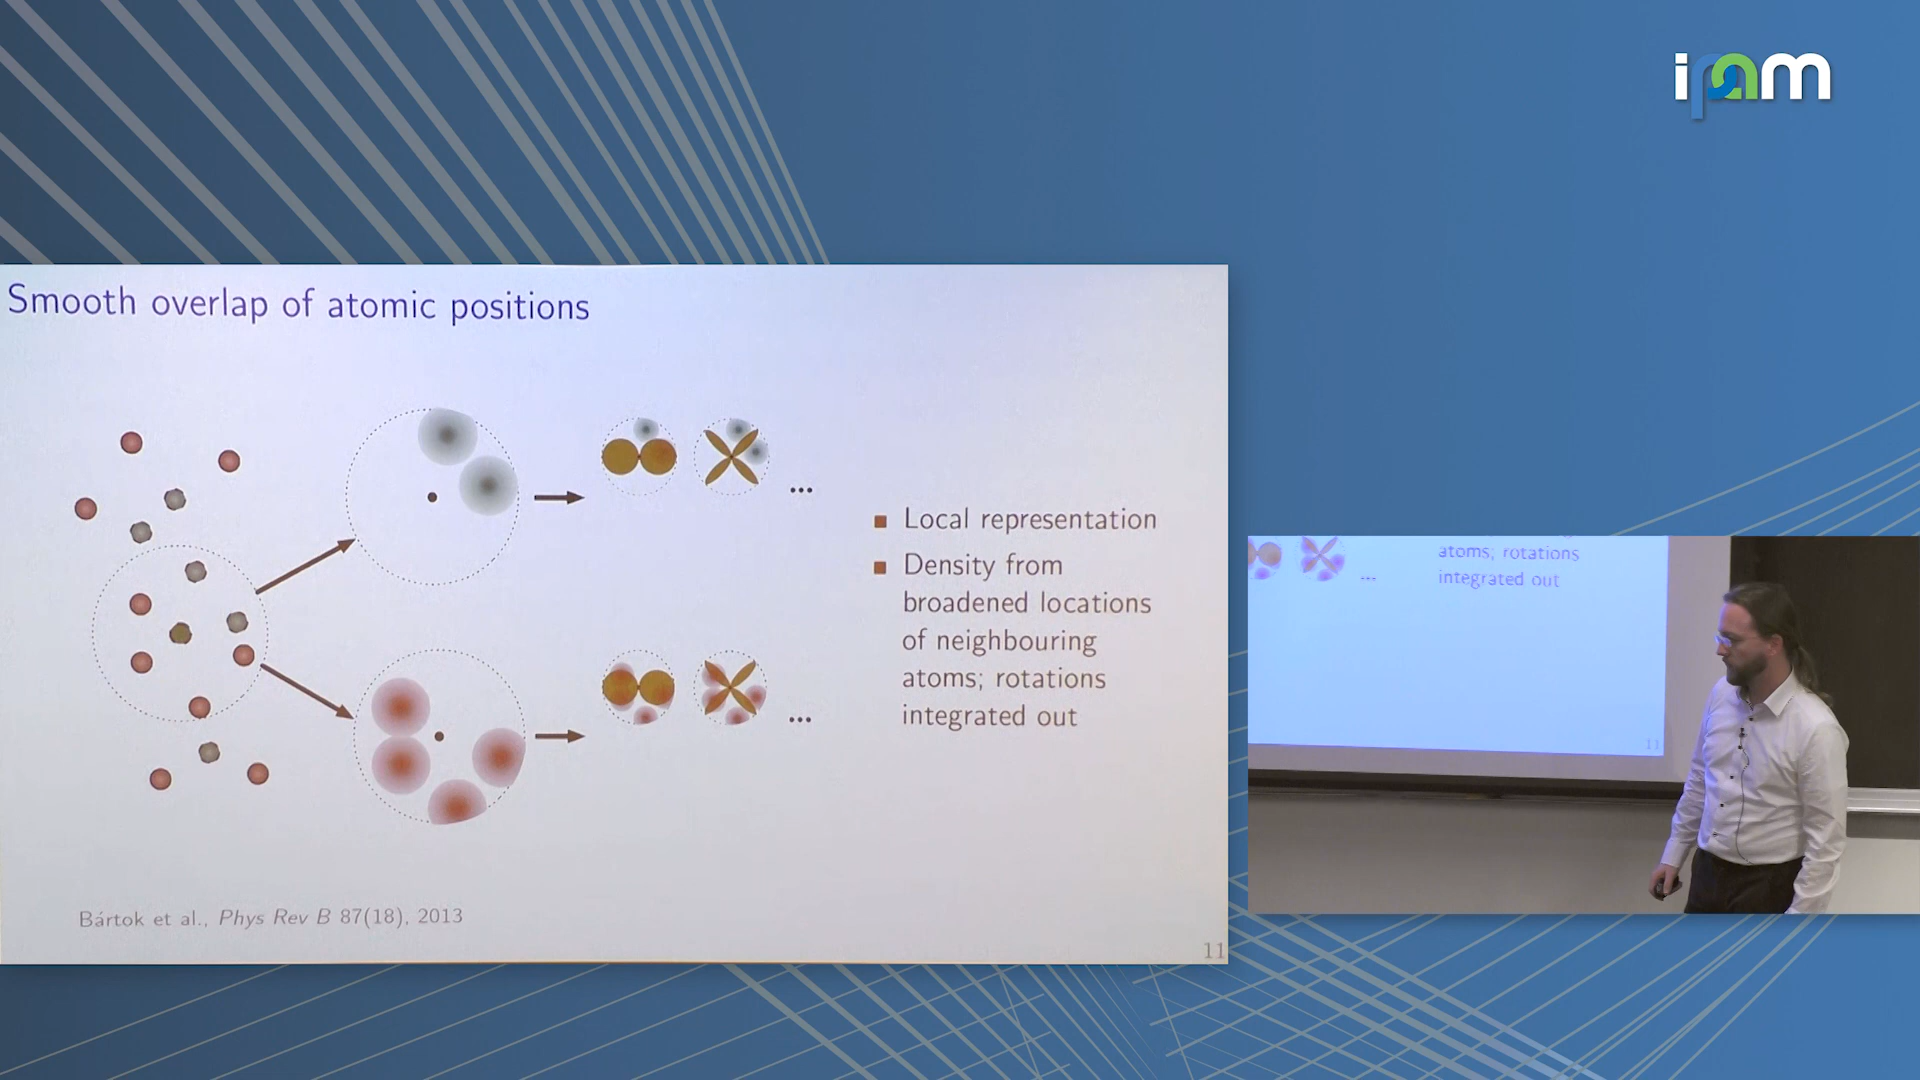 ipam
Smooth overlap of atomic positions
...
Local representation
Density from
broadened locations
of neighbouring
atoms; rotations
integrated out
...
Bártok et al., Phys Rev B 87(18), 2013
11
atoms; rotations
integrated out
...
11